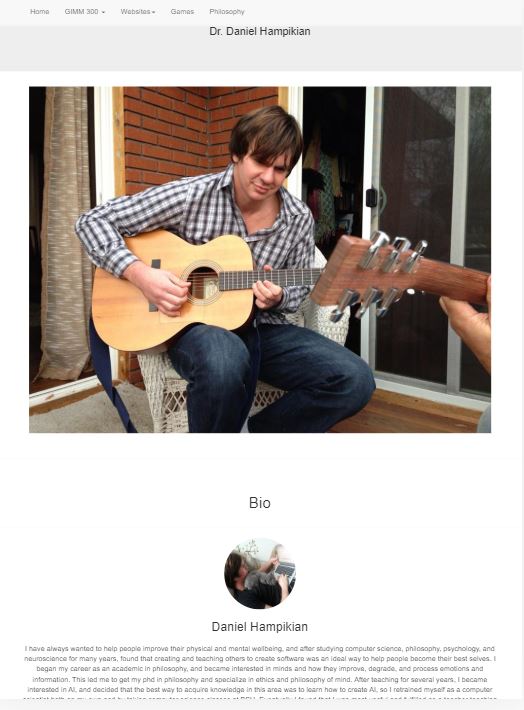 Home GIMM 300 Websites Games Philosophy
Dr. Daniel Hampikian
Bio
Daniel Hampikian
I have always wanted to help people improve their physical and mental wellbeing, and after studying computer science, philosophy, psychology, and
neuroscience for many years, found that creating and teaching others to create software was an ideal way to help people become their best selves. I
began my career as an academic in philosophy, and became interested in minds and how they improve, degrade, and process emotions and
information. This led me to get my phd in philosophy and specialize in ethics and philosophy of mind. After teaching for several years, I became
interested in AI, and decided that the best way to acquire knowledge in this area was to learn how to create AI, so I retrained myself as a computer